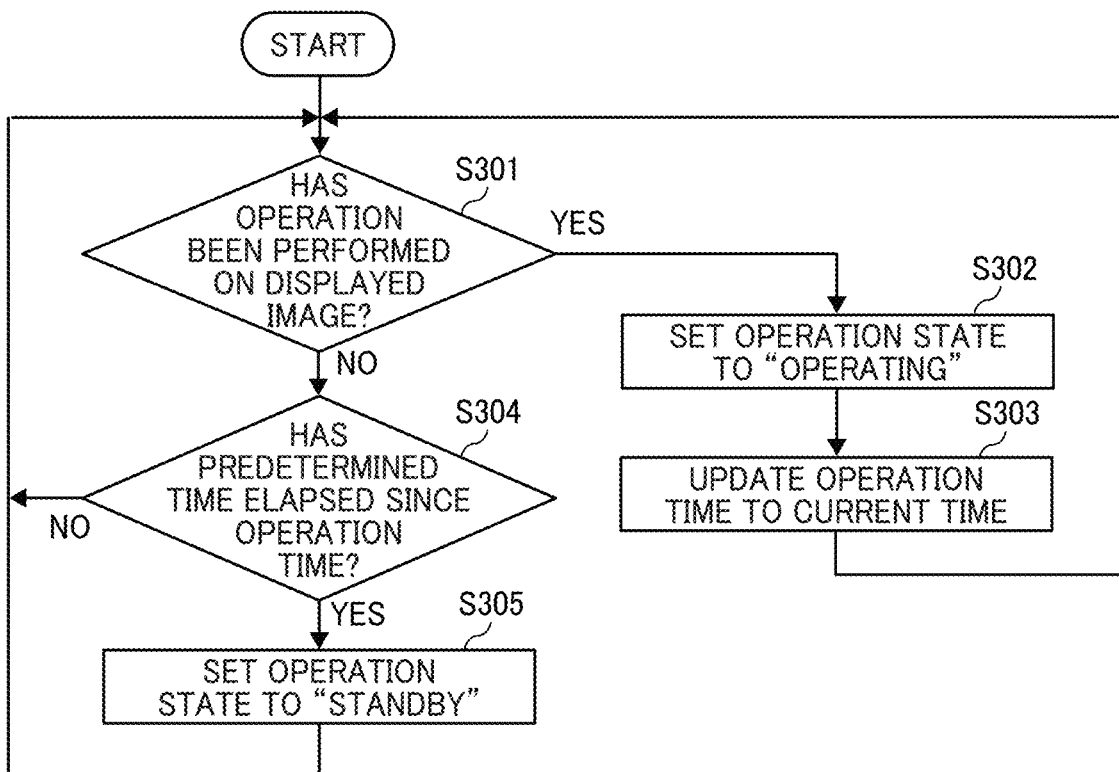 START
S301
HAS
OPERATION
BEEN PERFORMED
ON DISPLAYED
IMAGE?
YES
NO
S302
SET OPERATION STATE
TO “OPERATING”
S303
UPDATE OPERATION
TIME TO CURRENT TIME
S304
HAS
PREDETERMINED
TIME ELAPSED SINCE
OPERATION
TIME?
NO
YES
S305
SET OPERATION
STATE TO “STANDBY”